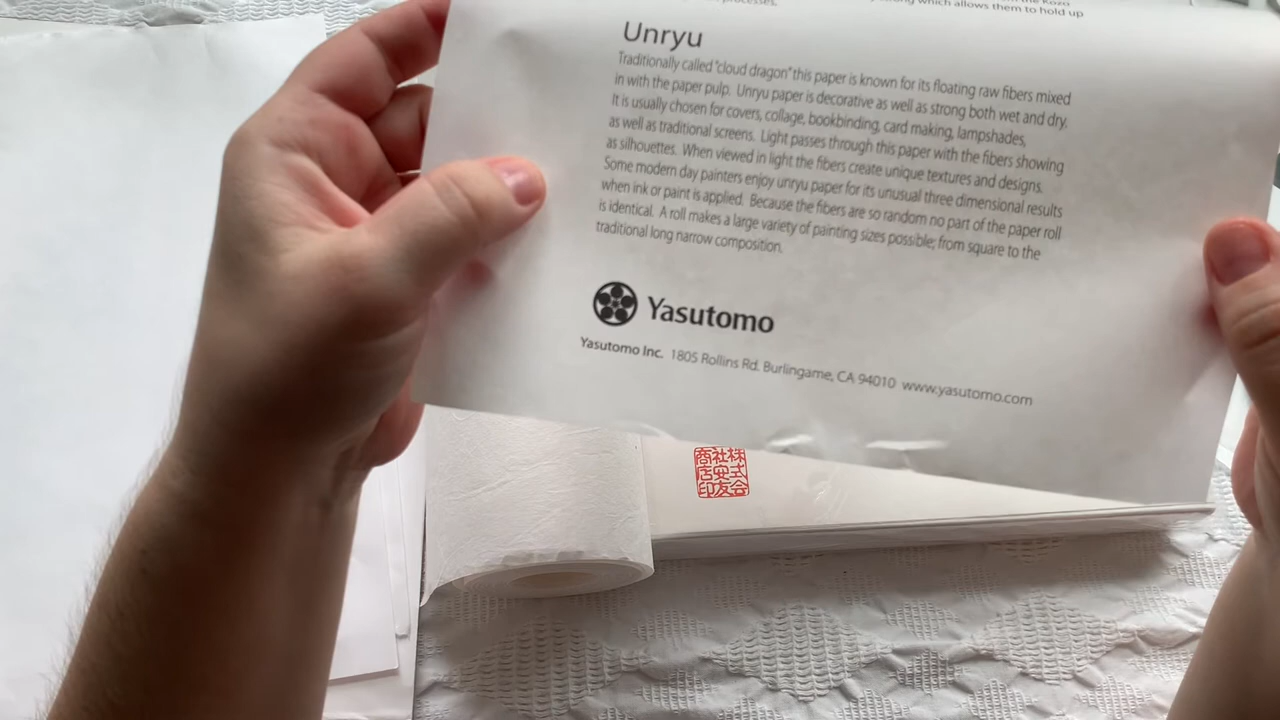 processes.
which allows them to hold up
Unryu
Traditionally called "cloud dragon" this paper is known for its floating raw fibers mixed
in with the paper pulp. Unryu paper is decorative as well as strong both wet and dry.
It is usually chosen for covers, collage, bookbinding, card making, lampshades,
as well as traditional screens. Light passes through this paper with the fibers showing
as silhouettes. When viewed in light the fibers create unique textures and designs.
Some modern day painters enjoy unryu paper for its unusual three dimensional results
when ink or paint is applied. Because the fibers are so random no part of the paper roll
is identical. A roll makes a large variety of painting sizes possible; from square to the
traditional long narrow composition.
Yasutomo
Yasutomo Inc. 1805 Rollins Rd. Burlingame, CA 94010 www.yasutomo.com
株式会
社安友
商店印